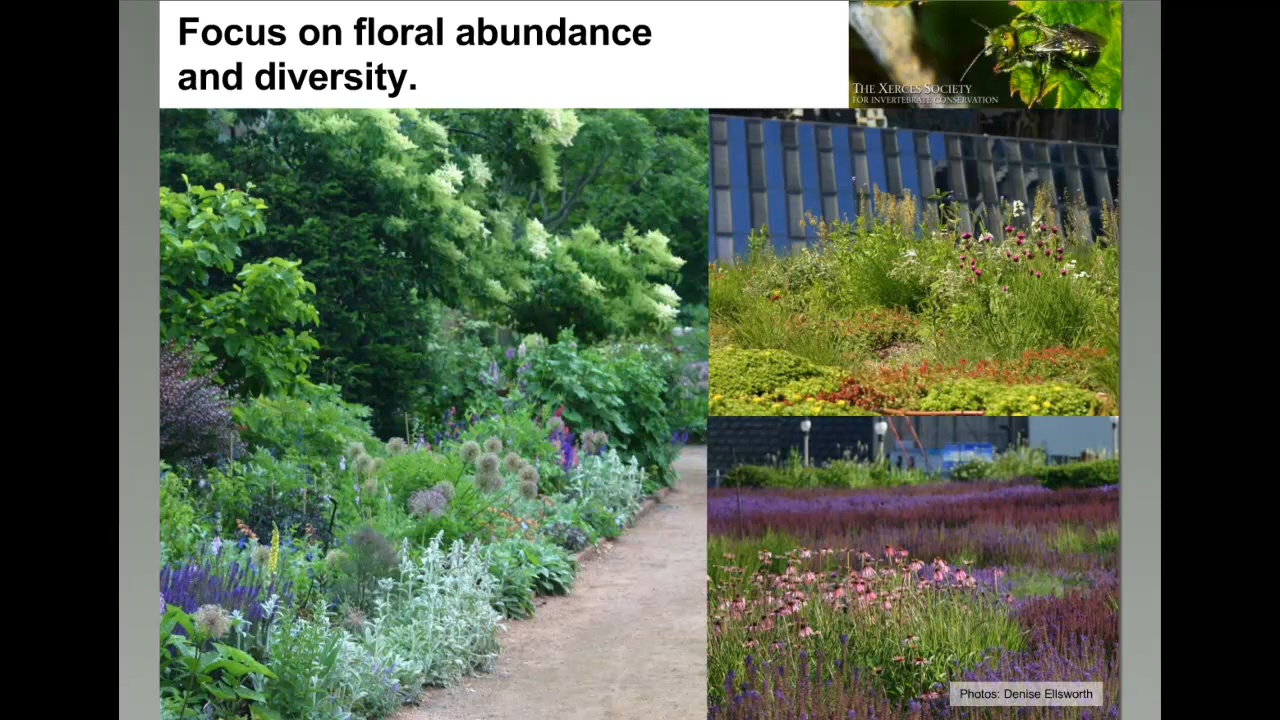 Focus on floral abundance
and diversity.
THE XERCES SOCIETY
FOR INVERTEBRATE CONSERVATION
Photos: Denise Ellsworth